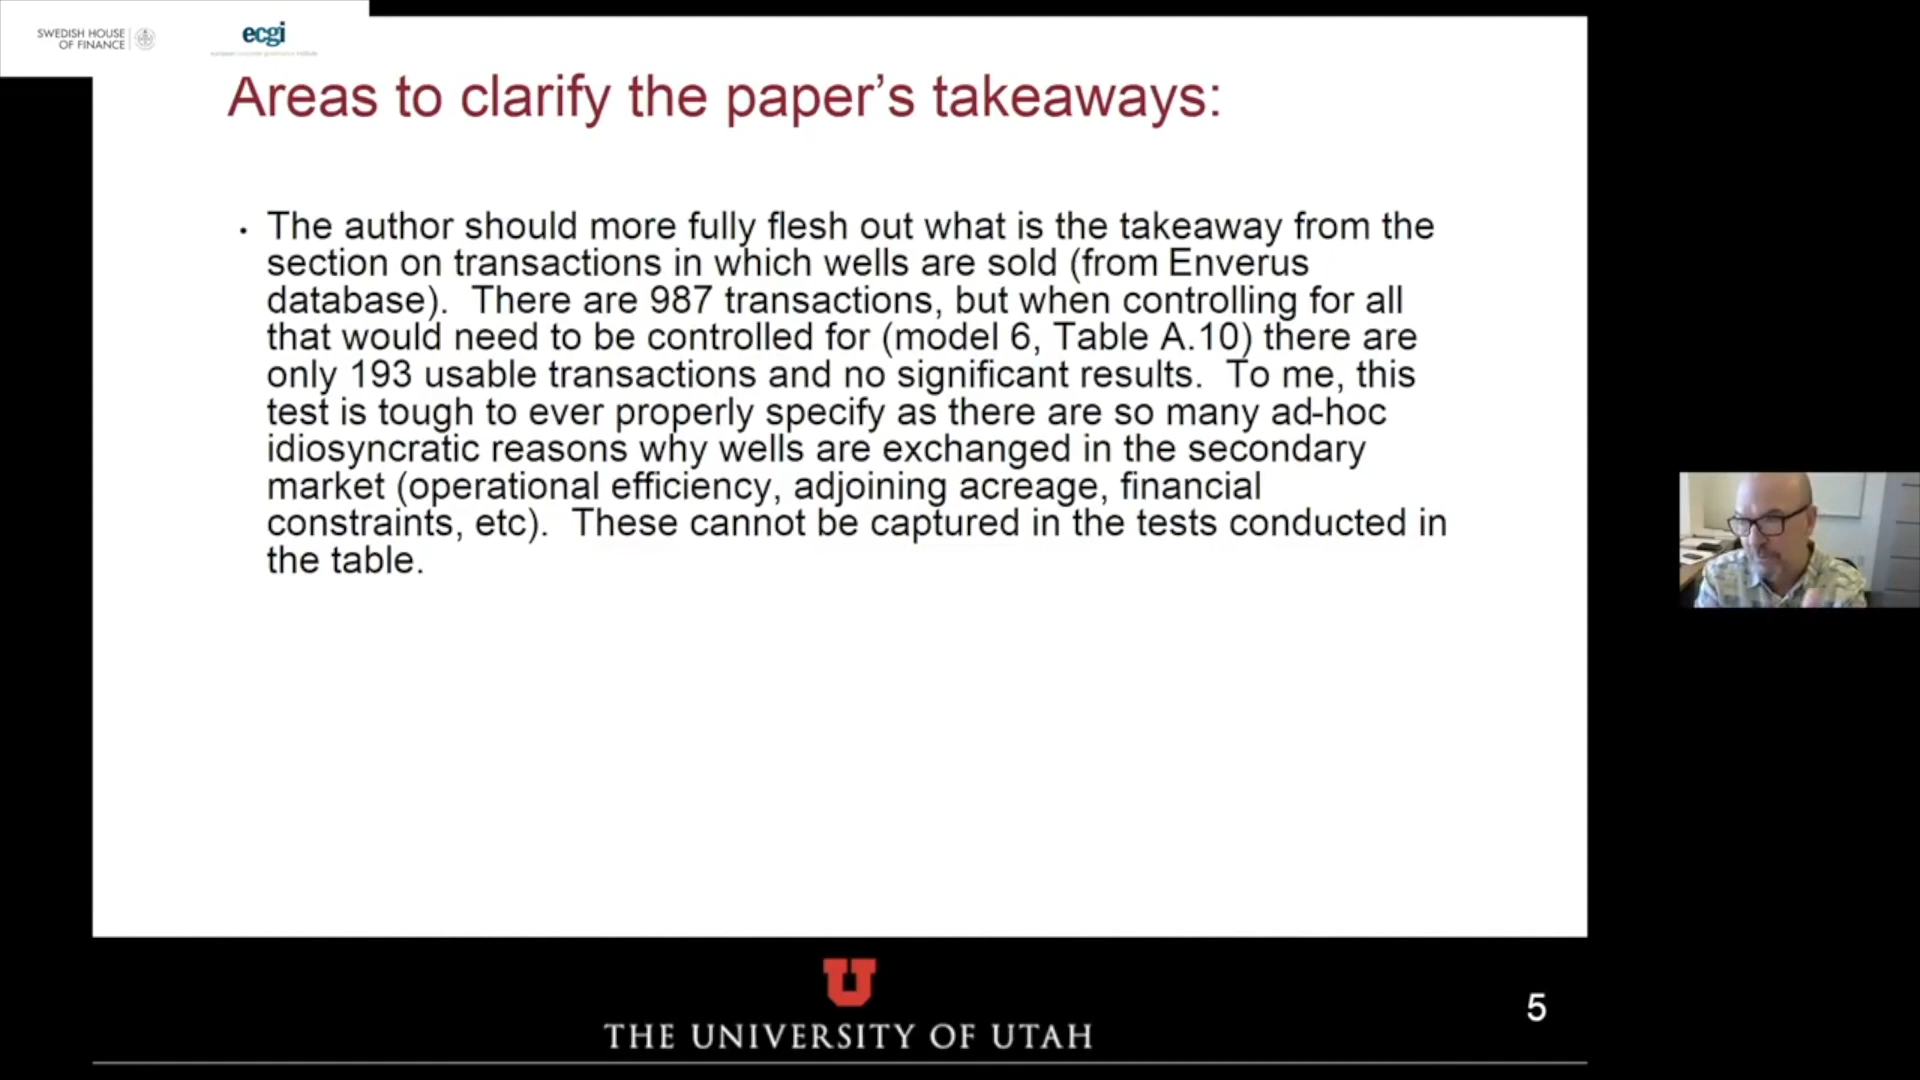 SWEDISH HOUSE
OF FINANCE
ecgi
Areas to clarify the paper’s takeaways:
• The author should more fully flesh out what is the takeaway from the
section on transactions in which wells are sold (from Enverus
database).  There are 987 transactions, but when controlling for all
that would need to be controlled for (model 6, Table A.10) there are
only 193 usable transactions and no significant results.  To me, this
test is tough to ever properly specify as there are so many ad-hoc
idiosyncratic reasons why wells are exchanged in the secondary
market (operational efficiency, adjoining acreage, financial
constraints, etc).  These cannot be captured in the tests conducted in
the table.
U
THE UNIVERSITY OF UTAH
5